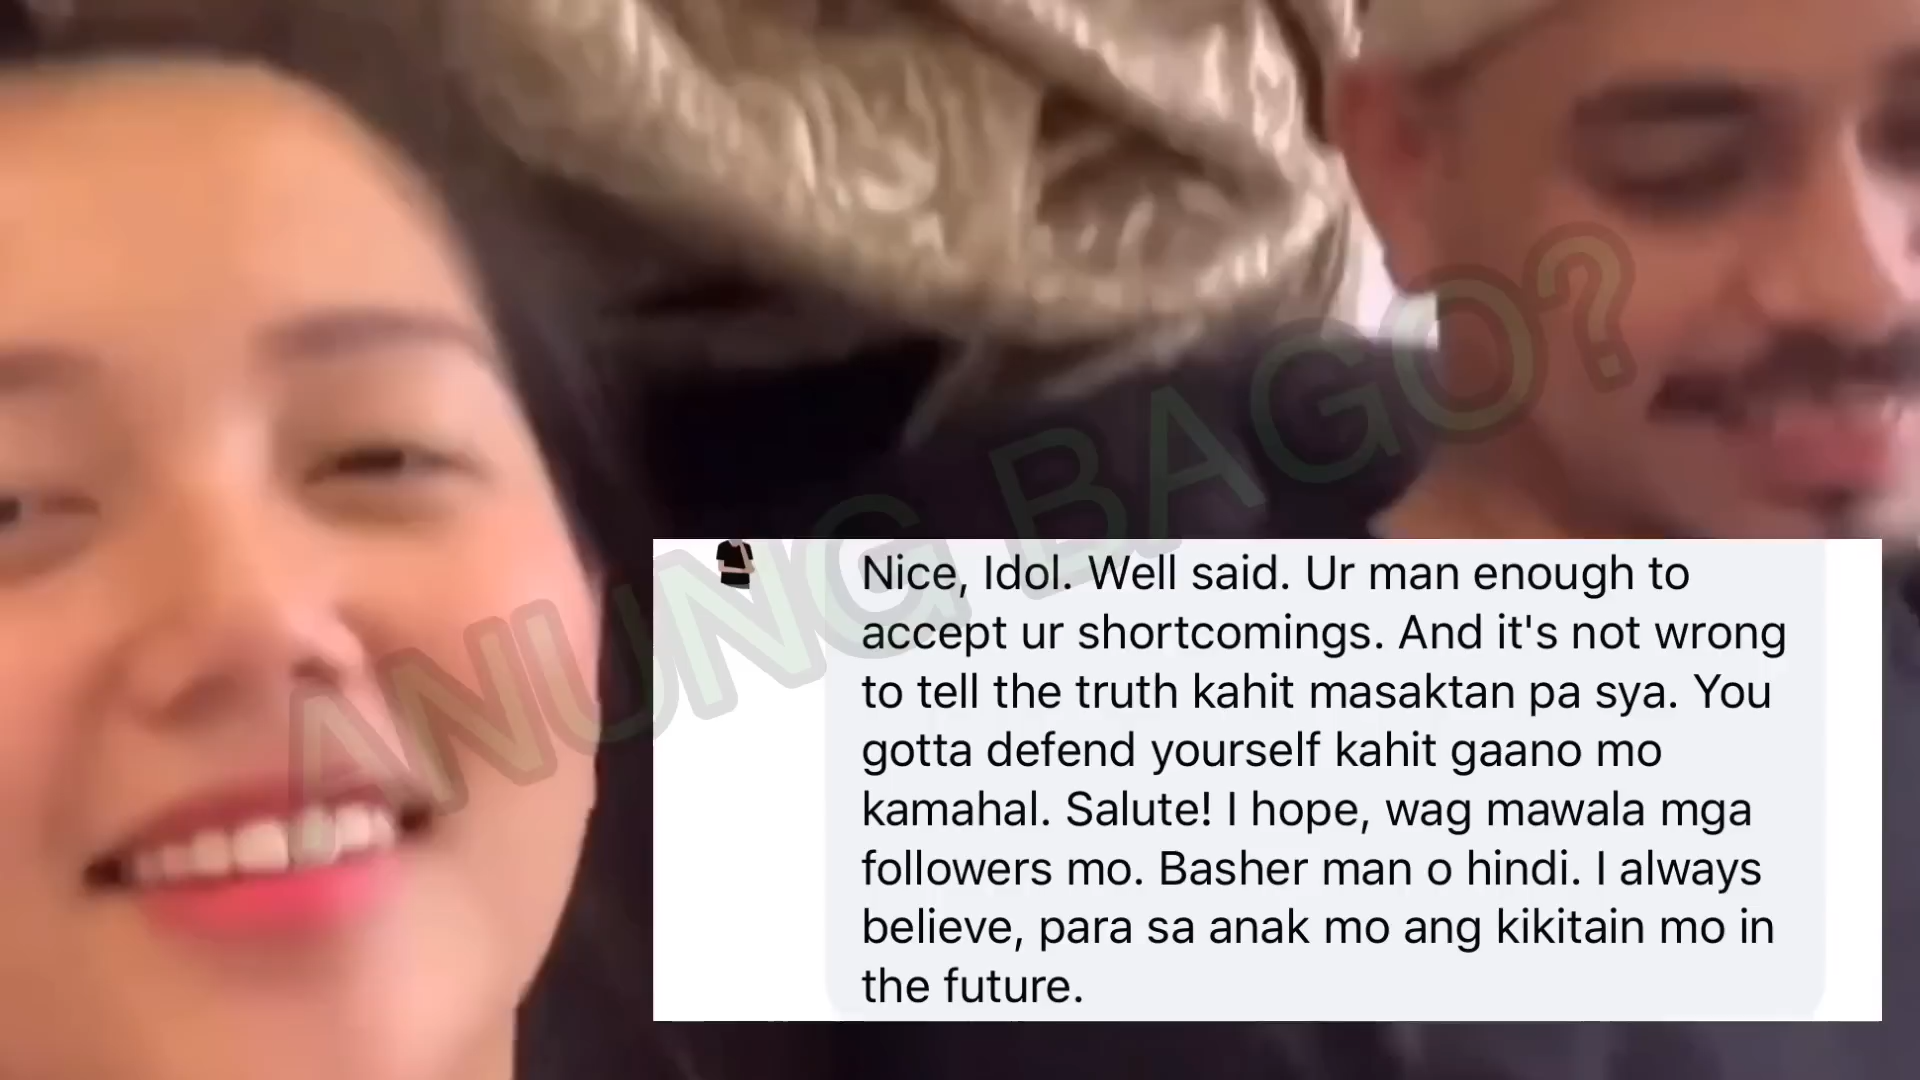 ANUNG BAGO?
Nice, Idol. Well said. Ur man enough to
accept ur shortcomings. And it's not wrong
to tell the truth kahit masaktan pa sya. You
gotta defend yourself kahit gaano mo
kamahal. Salute! I hope, wag mawala mga
followers mo. Basher man o hindi. I always
believe, para sa anak mo ang kikitain mo in
the future.